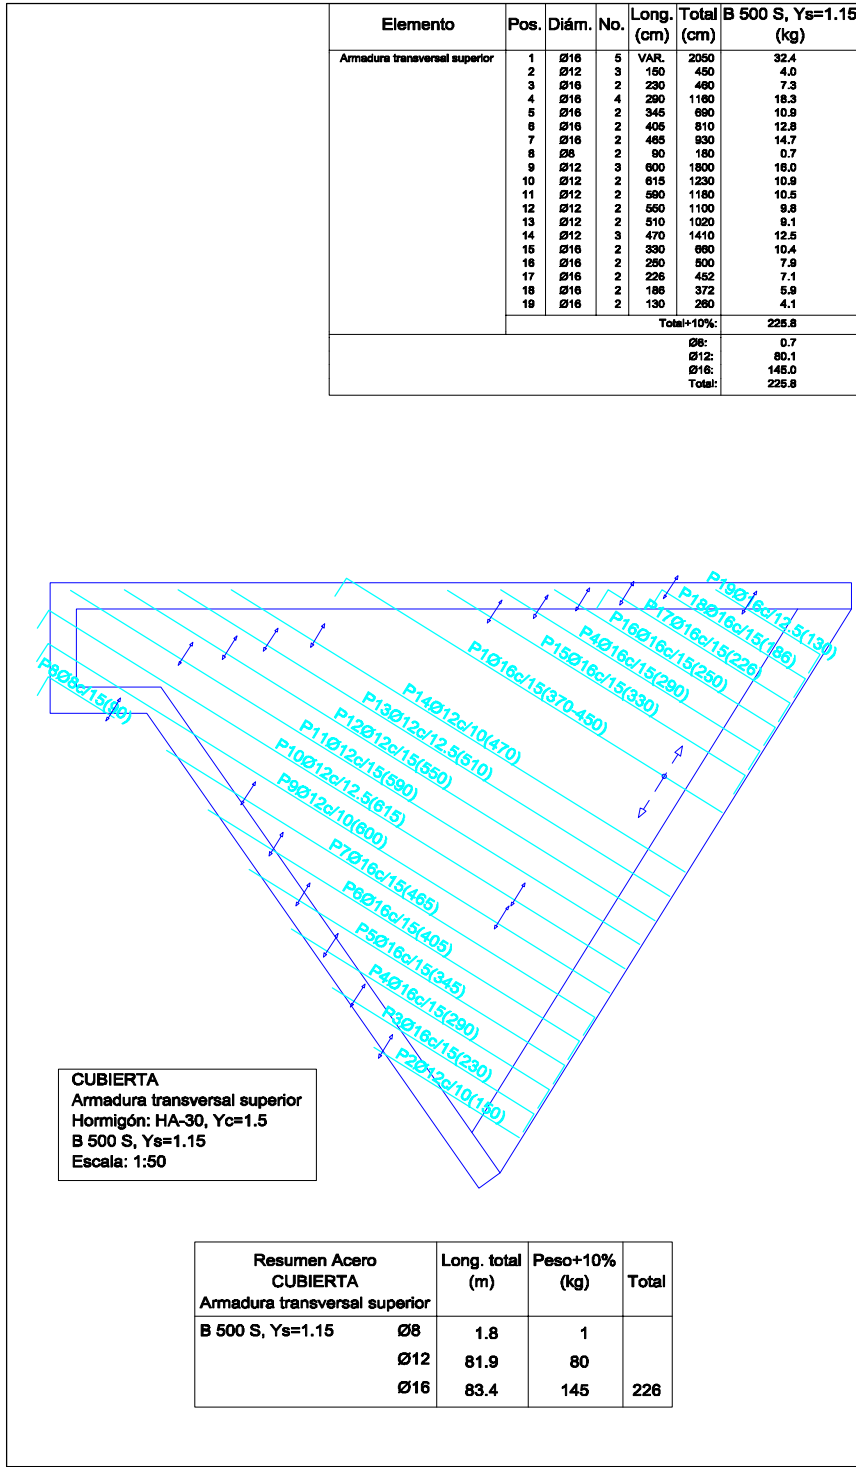 Elemento Pos. Diám. No. Long. (cm) Total (cm) B 500 S, Ys=1.15 (kg)
Armadura transversal superior 1 Ø16 5 VAR. 2050 32.4
2 Ø12 3 150 450 4.0
3 Ø16 2 230 460 7.3
4 Ø16 4 290 1160 18.3
5 Ø16 2 345 690 10.9
6 Ø16 2 405 810 12.8
7 Ø16 2 465 930 14.7
8 Ø8 2 90 180 0.7
9 Ø12 3 600 1800 16.0
10 Ø12 2 615 1230 10.9
11 Ø12 2 590 1180 10.5
12 Ø12 2 550 1100 9.8
13 Ø12 2 510 1020 9.1
14 Ø12 3 470 1410 12.5
15 Ø16 2 330 660 10.4
16 Ø16 2 250 500 7.9
17 Ø16 2 226 452 7.1
18 Ø16 2 186 372 5.9
19 Ø16 2 130 260 4.1
Total+10%: 225.8
Ø8: 0.7
Ø12: 80.1
Ø16: 145.0
Total: 225.8
P19Ø16c/12.5(130)
P18Ø16c/15(186)
P17Ø16c/15(226)
P16Ø16c/15(250)
P4Ø16c/15(290)
P15Ø16c/15(330)
P1Ø16c/15(370-450)
P14Ø12c/10(470)
P13Ø12c/12.5(510)
P12Ø12c/15(550)
P11Ø12c/15(590)
P10Ø12c/12.5(615)
P9Ø12c/10(600)
P8Ø8c/15(90)
P7Ø16c/15(465)
P6Ø16c/15(405)
P5Ø16c/15(345)
P4Ø16c/15(290)
P3Ø16c/15(230)
P2Ø12c/10(150)
CUBIERTA
Armadura transversal superior
Hormigón: HA-30, Yc=1.5
B 500 S, Ys=1.15
Escala: 1:50
Resumen Acero Long. total Peso+10%
CUBIERTA (m) (kg) Total
Armadura transversal superior
B 500 S, Ys=1.15 Ø8 1.8 1
Ø12 81.9 80
Ø16 83.4 145 226